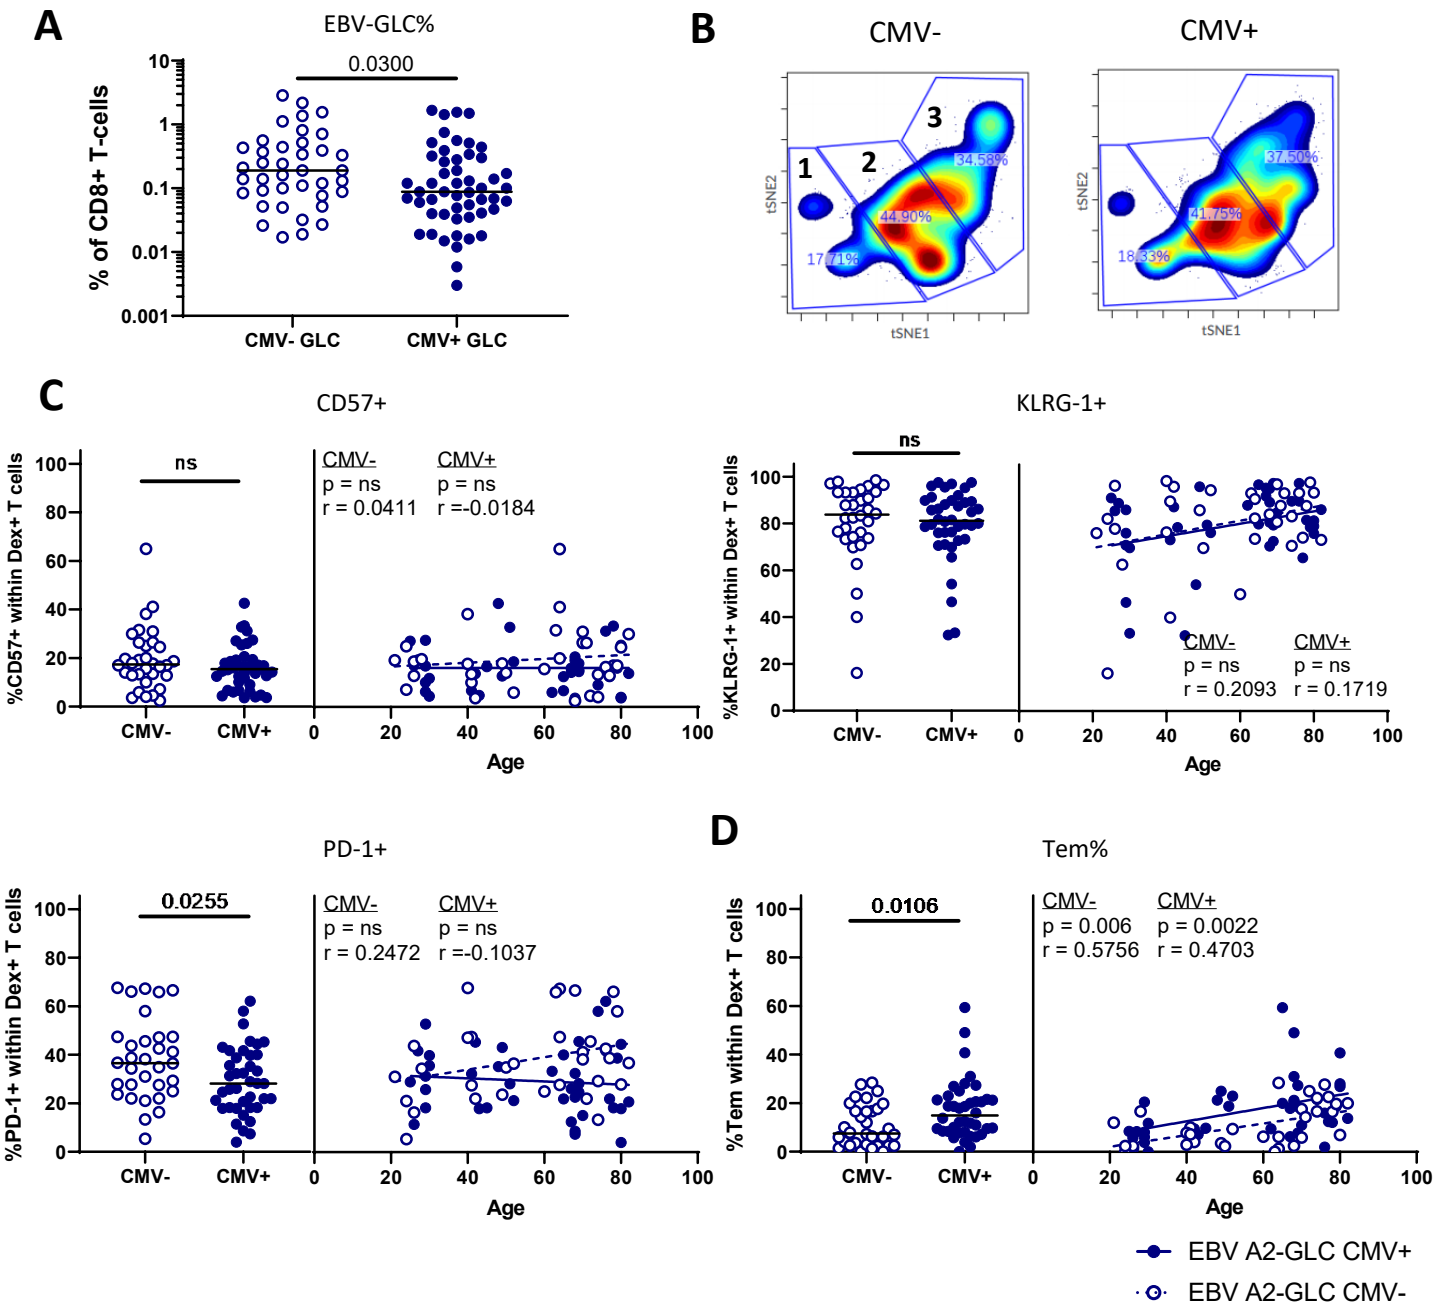 A
EBV-GLC%
0.0300
% of CD8+ T-cells
10
1
0.1
0.01
0.001
CMV- GLC
CMV+ GLC
B
CMV-
CMV+
1
2
3
34.58%
44.90%
17.71%
tSNE2
tSNE1
37.50%
41.75%
18.33%
tSNE2
tSNE1
C
CD57+
%CD57+ within Dex+ T cells
100
80
60
40
20
0
ns
CMV-
CMV+
CMV- CMV+
p = ns p = ns
r = 0.0411 r =-0.0184
0 20 40 60 80 100
Age
KLRG-1+
%KLRG-1+ within Dex+ T cells
100
80
60
40
20
0
ns
CMV-
CMV+
CMV- CMV+
p = ns p = ns
r = 0.2093 r = 0.1719
0 20 40 60 80 100
Age
PD-1+
%PD-1+ within Dex+ T cells
100
80
60
40
20
0
0.0255
CMV-
CMV+
CMV- CMV+
p = ns p = ns
r = 0.2472 r =-0.1037
0 20 40 60 80 100
Age
D
Tem%
%Tem within Dex+ T cells
100
80
60
40
20
0
0.0106
CMV-
CMV+
CMV- CMV+
p = 0.006 p = 0.0022
r = 0.5756 r = 0.4703
0 20 40 60 80 100
Age
EBV A2-GLC CMV+
EBV A2-GLC CMV-